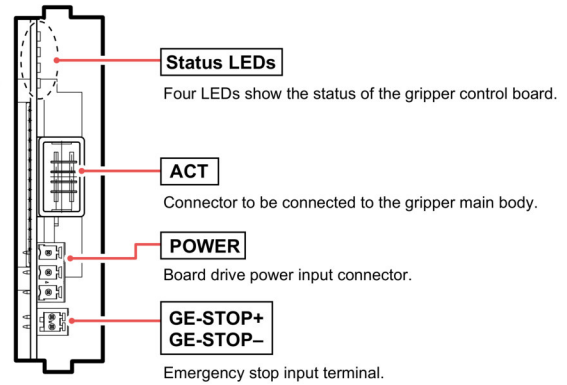 Status LEDs
Four LEDs show the status of the gripper control board.
ACT
Connector to be connected to the gripper main body.
POWER
Board drive power input connector.
GE-STOP+
GE-STOP–
Emergency stop input terminal.